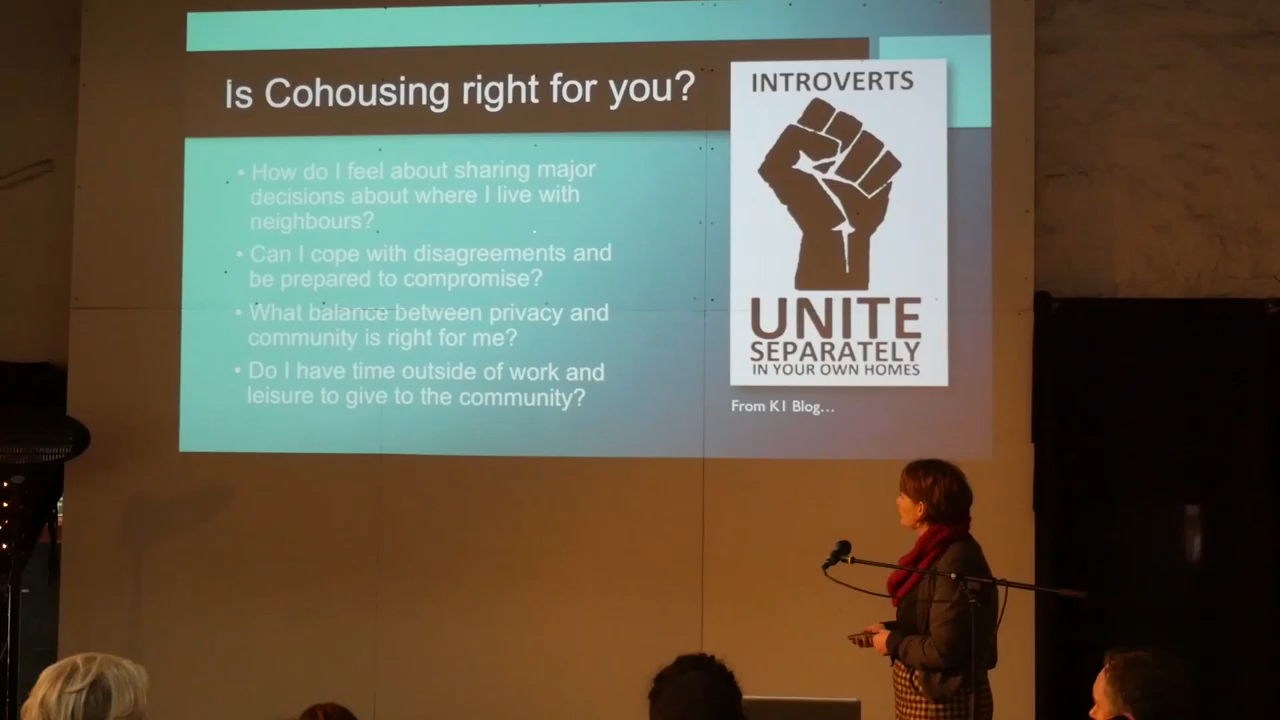 Is Cohousing right for you?
• How do I feel about sharing major
decisions about where I live with
neighbours?
• Can I cope with disagreements and
be prepared to compromise?
• What balance between privacy and
community is right for me?
• Do I have time outside of work and
leisure to give to the community?
INTROVERTS
UNITE
SEPARATELY
IN YOUR OWN HOMES
From K1 Blog...